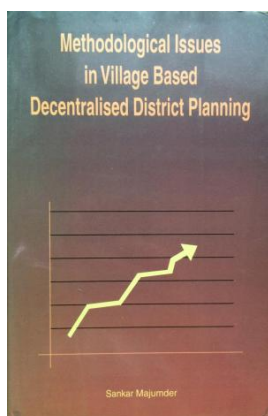 Methodological Issues
in Village Based
Decentralised District Planning
Sankar Majumder